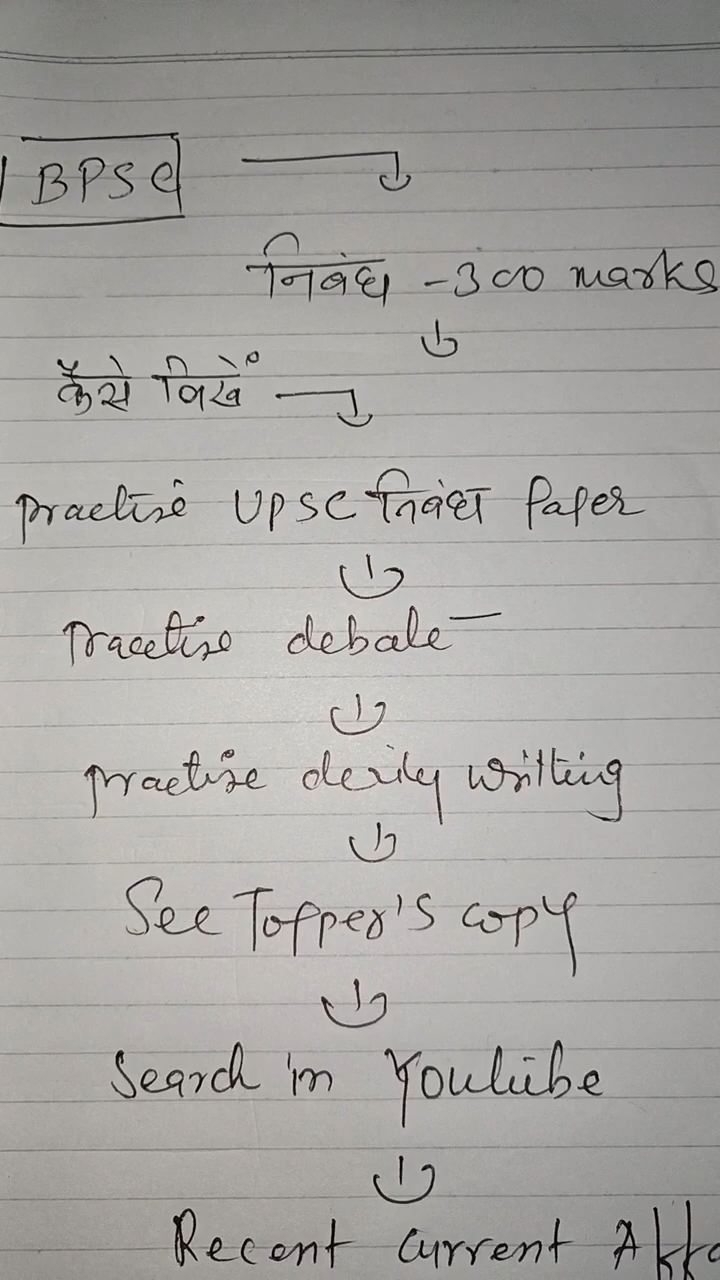 BPSC
निबंध - 300 marks
कैसे लिखें
practise UPSC निबंध Paper
Practise debate
practise daily writting
See Topper's copy
Search in Youtube
Recent Current